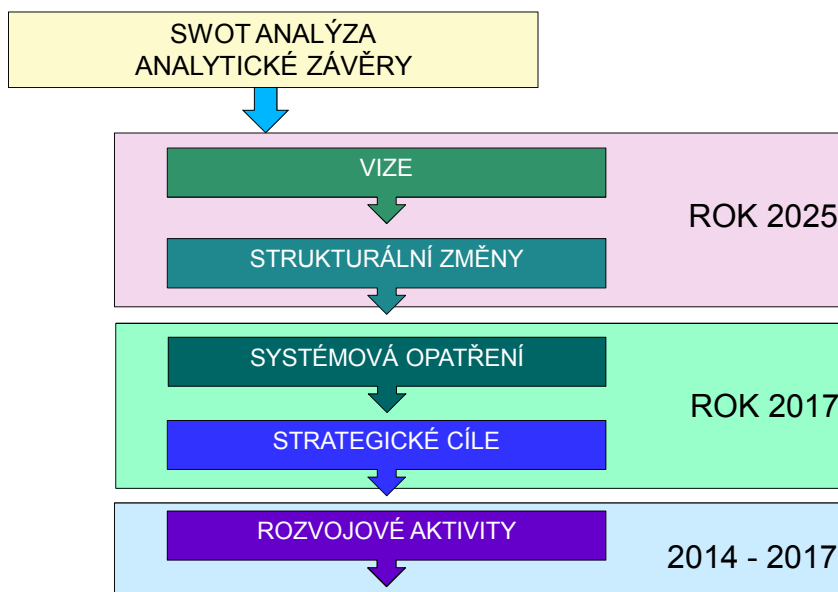 SWOT ANALÝZA
ANALYTICKÉ ZÁVĚRY
VIZE
ROK 2025
STRUKTURÁLNÍ ZMĚNY
SYSTÉMOVÁ OPATŘENÍ
ROK 2017
STRATEGICKÉ CÍLE
ROZVOJOVÉ AKTIVITY
2014 - 2017